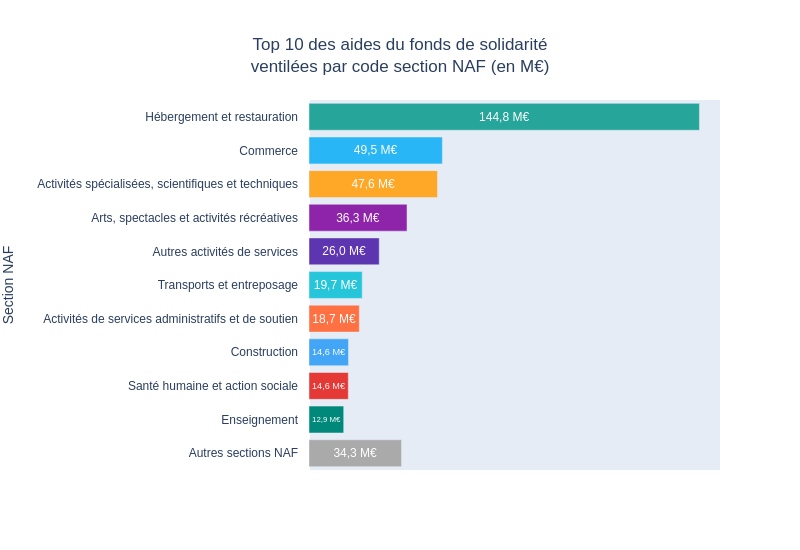 Top 10 des aides du fonds de solidarité
ventilées par code section NAF (en M€)
Section NAF
Hébergement et restauration 144,8 M€
Commerce 49,5 M€
Activités spécialisées, scientifiques et techniques 47,6 M€
Arts, spectacles et activités récréatives 36,3 M€
Autres activités de services 26,0 M€
Transports et entreposage 19,7 M€
Activités de services administratifs et de soutien 18,7 M€
Construction 14,6 M€
Santé humaine et action sociale 14,6 M€
Enseignement 12,9 M€
Autres sections NAF 34,3 M€